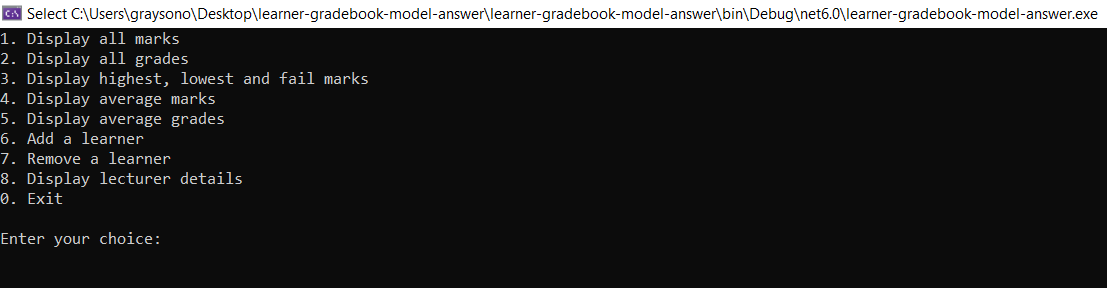 Select C:\Users\graysono\Desktop\learner-gradebook-model-answer\learner-gradebook-model-answer\bin\Debug\net6.0\learner-gradebook-model-answer.exe
1. Display all marks
2. Display all grades
3. Display highest, lowest and fail marks
4. Display average marks
5. Display average grades
6. Add a learner
7. Remove a learner
8. Display lecturer details
0. Exit
Enter your choice: